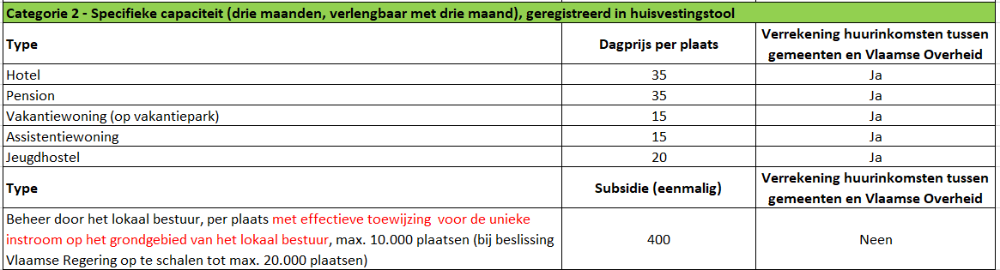 Categorie 2 - Specifieke capaciteit (drie maanden, verlengbaar met drie maand), geregistreerd in huisvestingstool
Type Dagprijs per plaats Verrekening huurinkomsten tussen
gemeenten en Vlaamse Overheid
Hotel 35 Ja
Pension 35 Ja
Vakantiewoning (op vakantiepark) 15 Ja
Assistentiewoning 15 Ja
Jeugdhostel 20 Ja
Type Subsidie (eenmalig) Verrekening huurinkomsten tussen
gemeenten en Vlaamse Overheid
Beheer door het lokaal bestuur, per plaats met effectieve toewijzing voor de unieke
instroom op het grondgebied van het lokaal bestuur, max. 10.000 plaatsen (bij beslissing 400 Neen
Vlaamse Regering op te schalen tot max. 20.000 plaatsen)